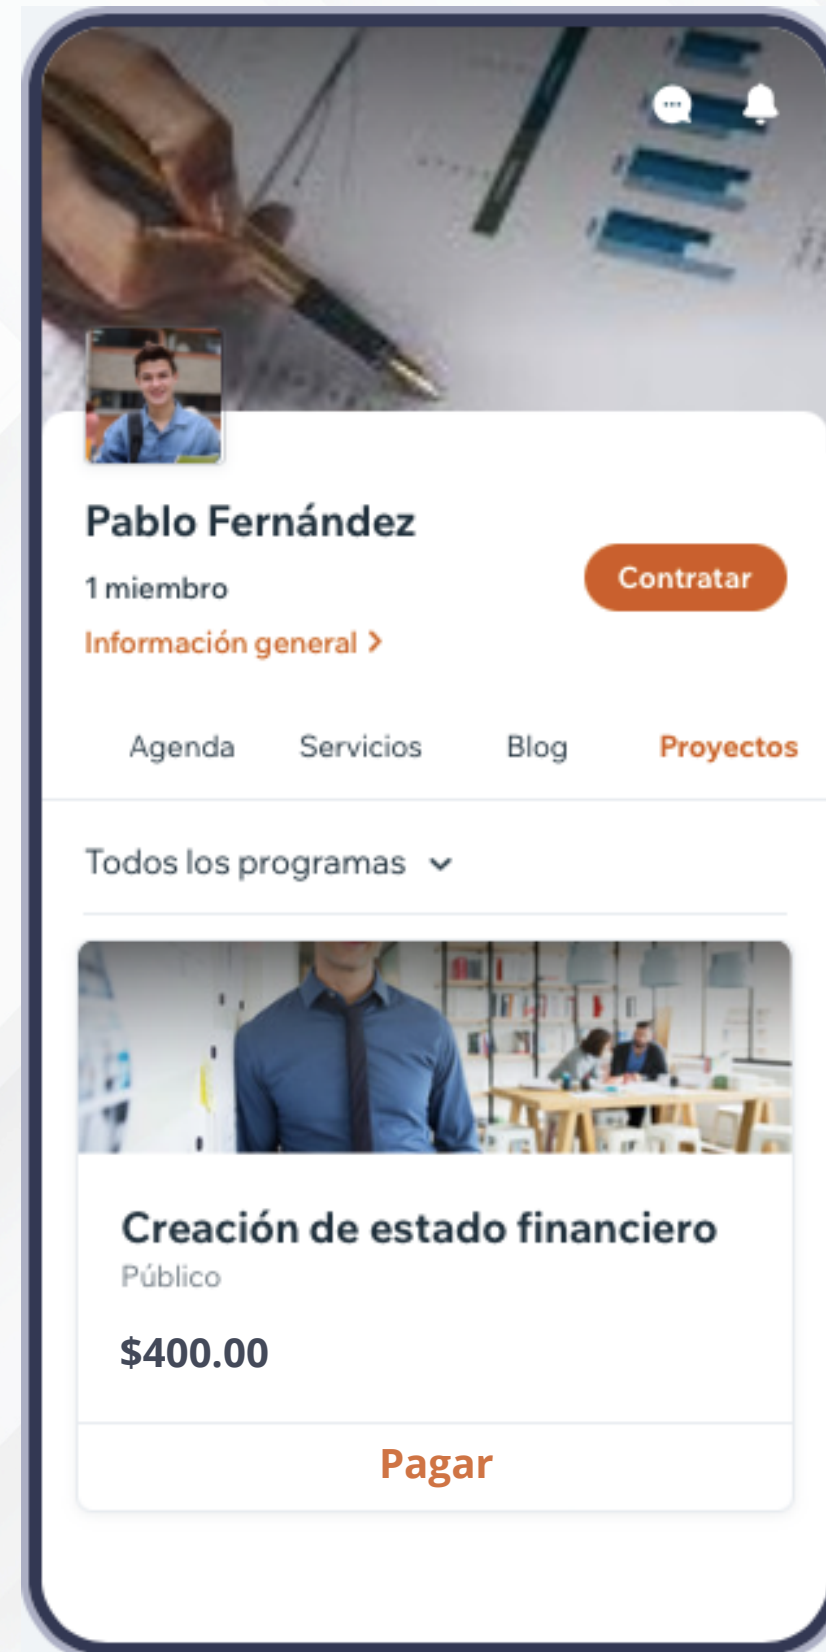 Pablo Fernández
1 miembro
Contratar
Información general
Agenda Servicios Blog Proyectos
Todos los programas
Creación de estado financiero
Público
$400.00
Pagar